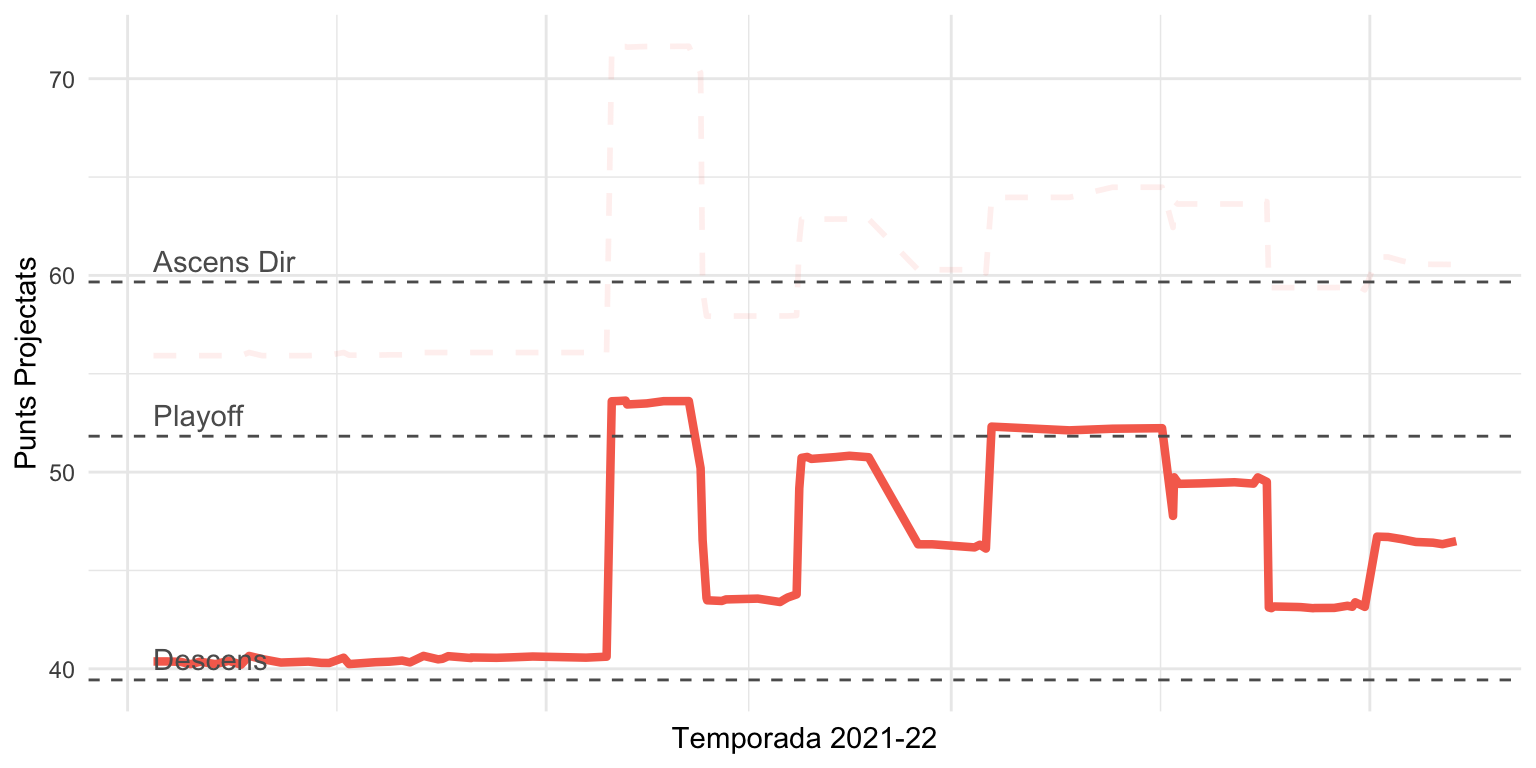 70
60
50
40
Punts Projectats
Ascens Dir
Playoff
Descens
Temporada 2021-22